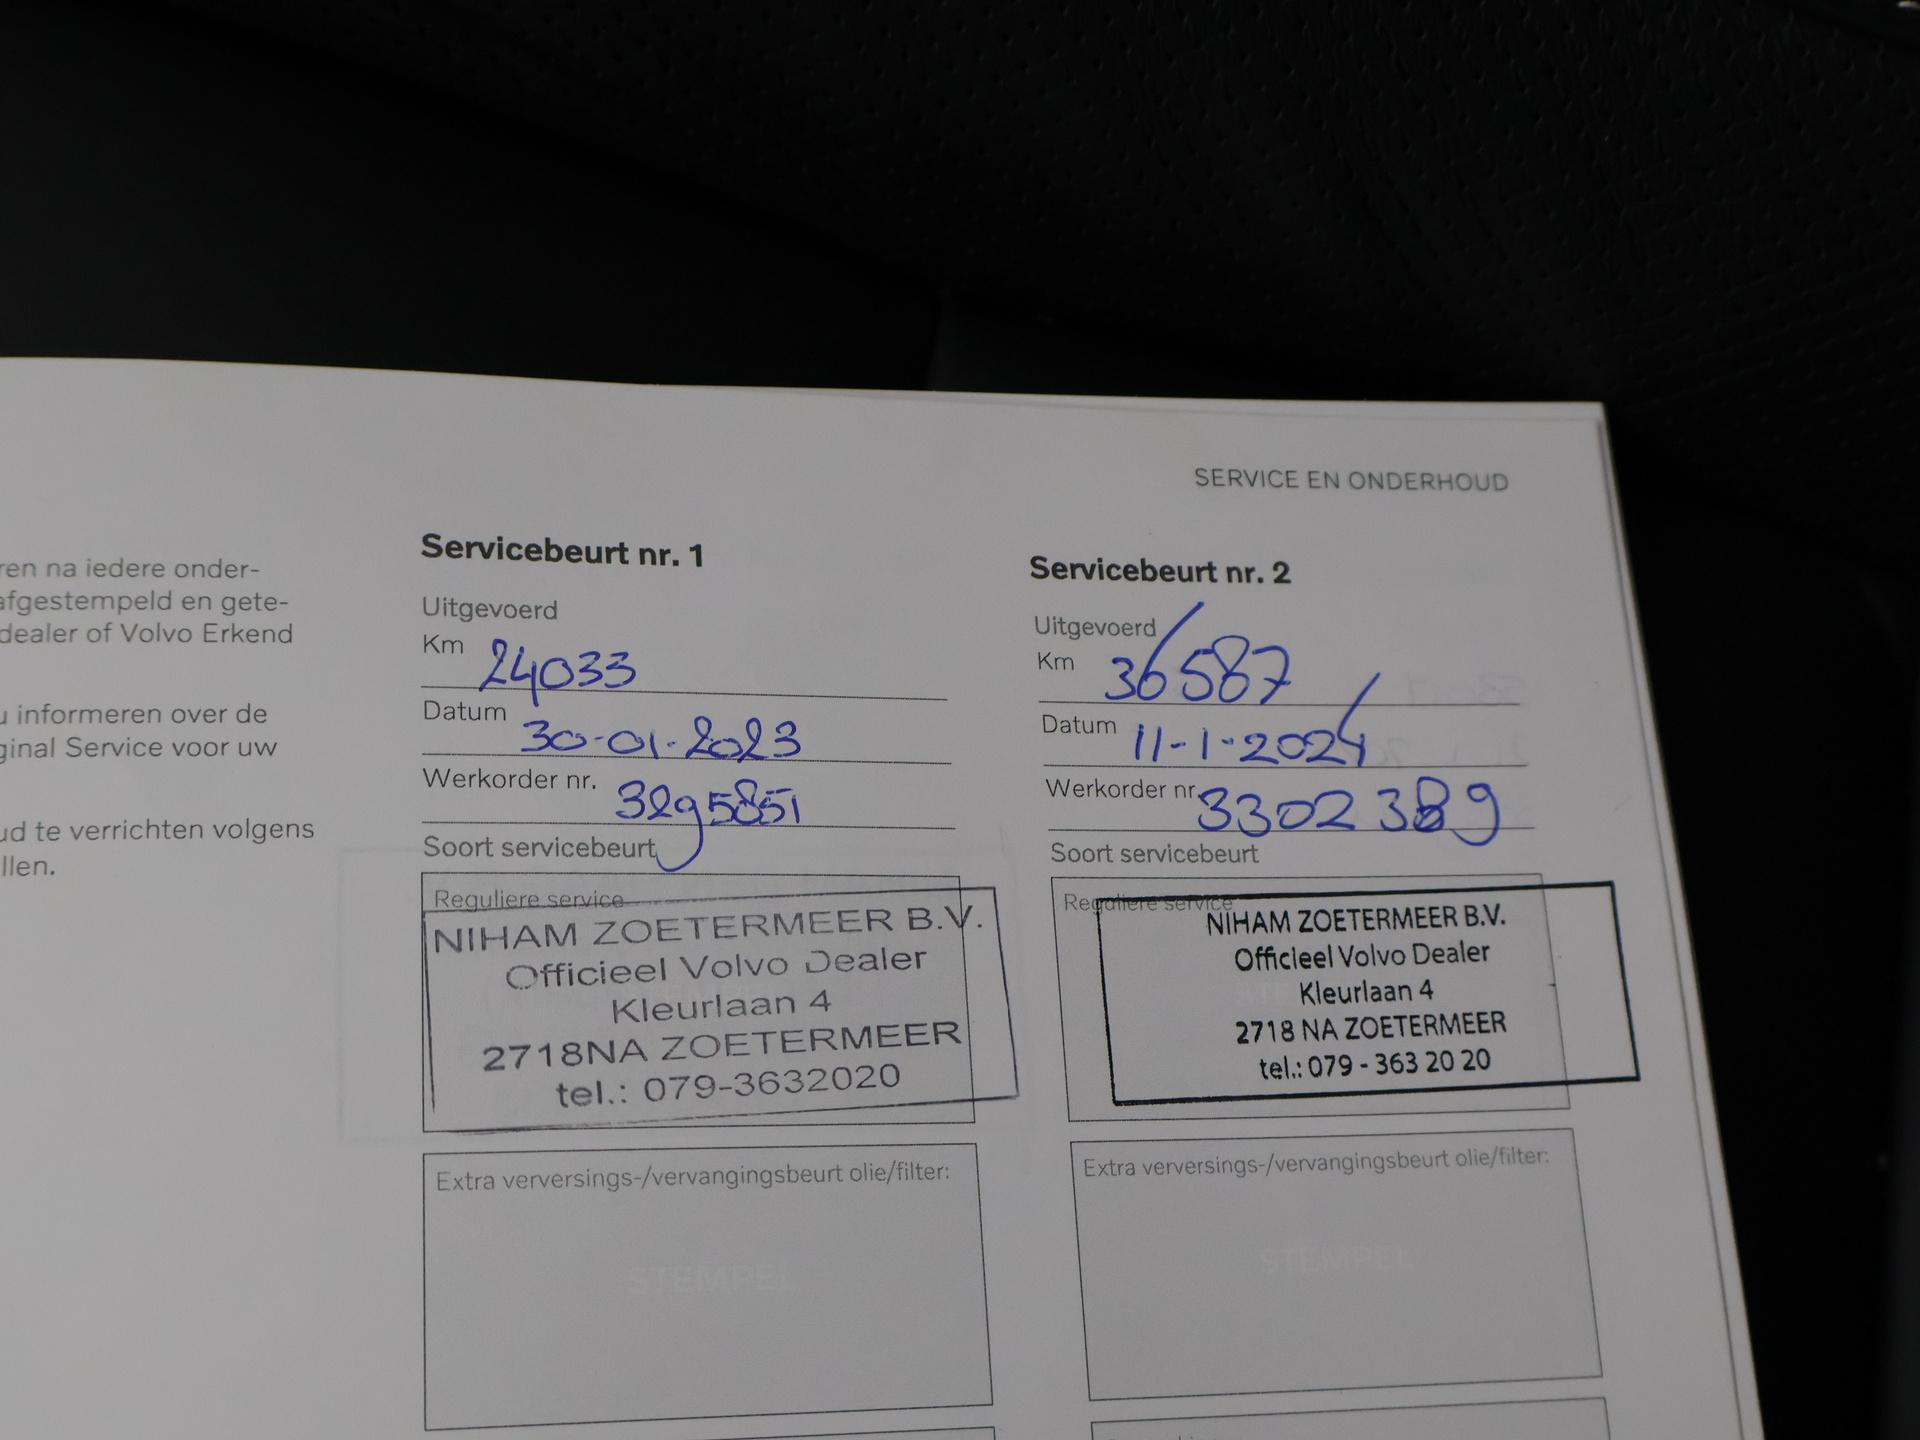 SERVICE EN ONDERHOUD
ren na iedere onder-
afgestempeld en gete-
dealer of Volvo Erkend
u informeren over de
ginal Service voor uw
ud te verrichten volgens
llen.
Servicebeurt nr. 1
Uitgevoerd
Km 24033
Datum 30-01-2023
Werkorder nr. 3295851
Soort servicebeurt
Reguliere service
NIHAM ZOETERMEER B.V.
Officieel Volvo Dealer
Kleurlaan 4
2718NA ZOETERMEER
tel.: 079-3632020
Extra verversings-/vervangingsbeurt olie/filter:
STEMPEL
Servicebeurt nr. 2
Uitgevoerd
Km 36587
Datum 11-1-2024
Werkorder nr. 3302389
Soort servicebeurt
Reguliere service
NIHAM ZOETERMEER B.V.
Officieel Volvo Dealer
Kleurlaan 4
2718 NA ZOETERMEER
tel.: 079 - 363 20 20
Extra verversings-/vervangingsbeurt olie/filter:
STEMPEL